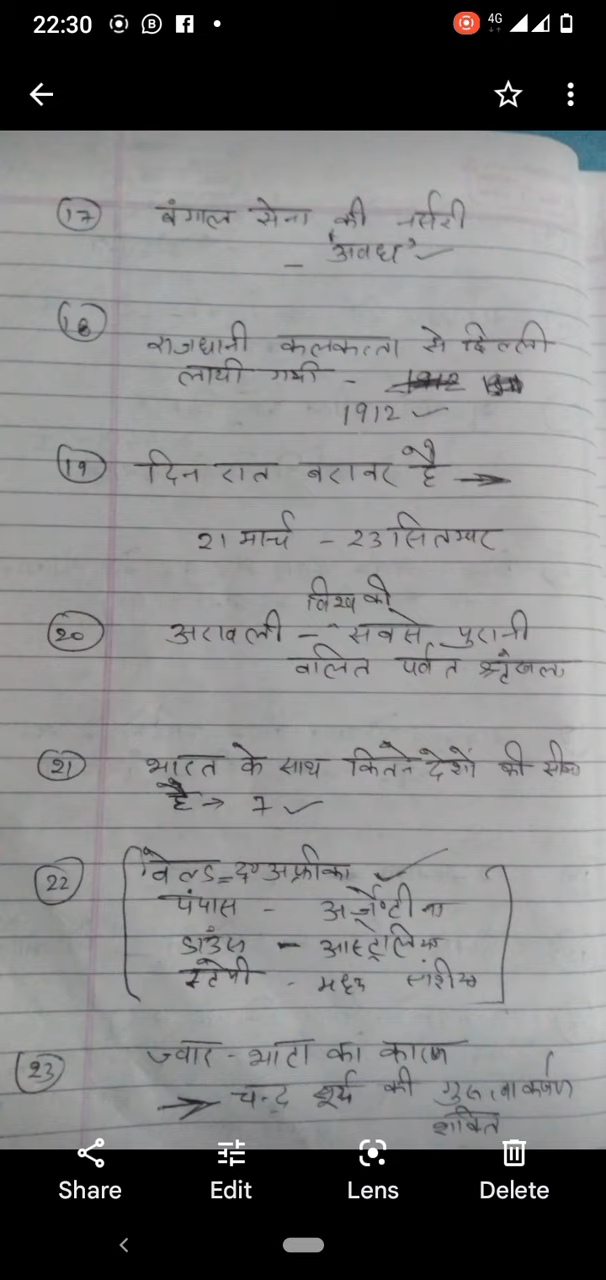 22:30
4G
17 बंगाल सेना की नर्सरी
– 'अवध' ✓
18
राजधानी कलकत्ता से दिल्ली
लायी गयी – 1912
1912 ✓
19 दिन रात बराबर है →
21 मार्च – 23 सितम्बर
विश्व की
20 अरावली – सबसे पुरानी
वलित पर्वत श्रृंखला
21 भारत के साथ कितने देशों की सीमा
है → 7 ✓
22 वेल्ड = द० अफ्रीका ✓
पंपास – अर्जेण्टीना
डाउंस – आस्ट्रेलिया
स्टेपी – मध्य
23 ज्वार-भाटा का कारण
→ चन्द्र सूर्य की गुरुत्वाकर्षण
शक्ति
Share Edit Lens Delete